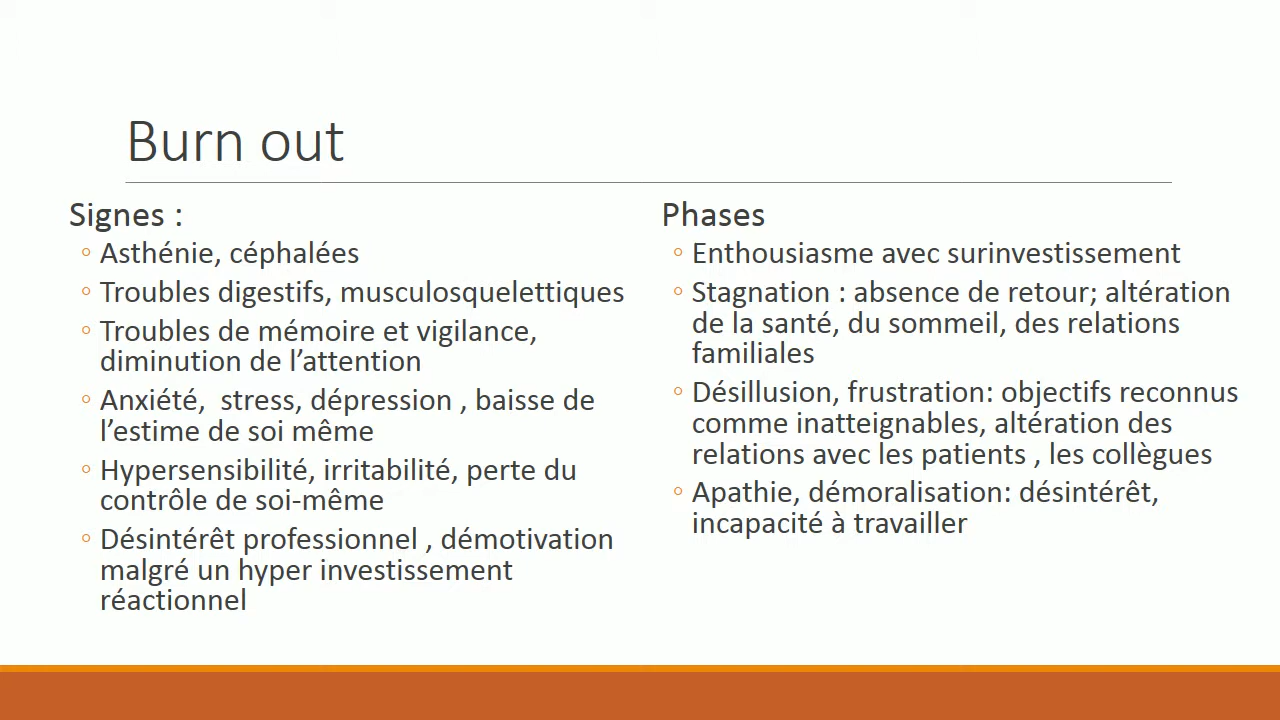 Burn out
Signes :
◦ Asthénie, céphalées
◦ Troubles digestifs, musculosquelettiques
◦ Troubles de mémoire et vigilance,
diminution de l’attention
◦ Anxiété,  stress, dépression , baisse de
l’estime de soi même
◦ Hypersensibilité, irritabilité, perte du
contrôle de soi-même
◦ Désintérêt professionnel , démotivation
malgré un hyper investissement
réactionnel
Phases
◦ Enthousiasme avec surinvestissement
◦ Stagnation : absence de retour; altération
de la santé, du sommeil, des relations
familiales
◦ Désillusion, frustration: objectifs reconnus
comme inatteignables, altération des
relations avec les patients , les collègues
◦ Apathie, démoralisation: désintérêt,
incapacité à travailler